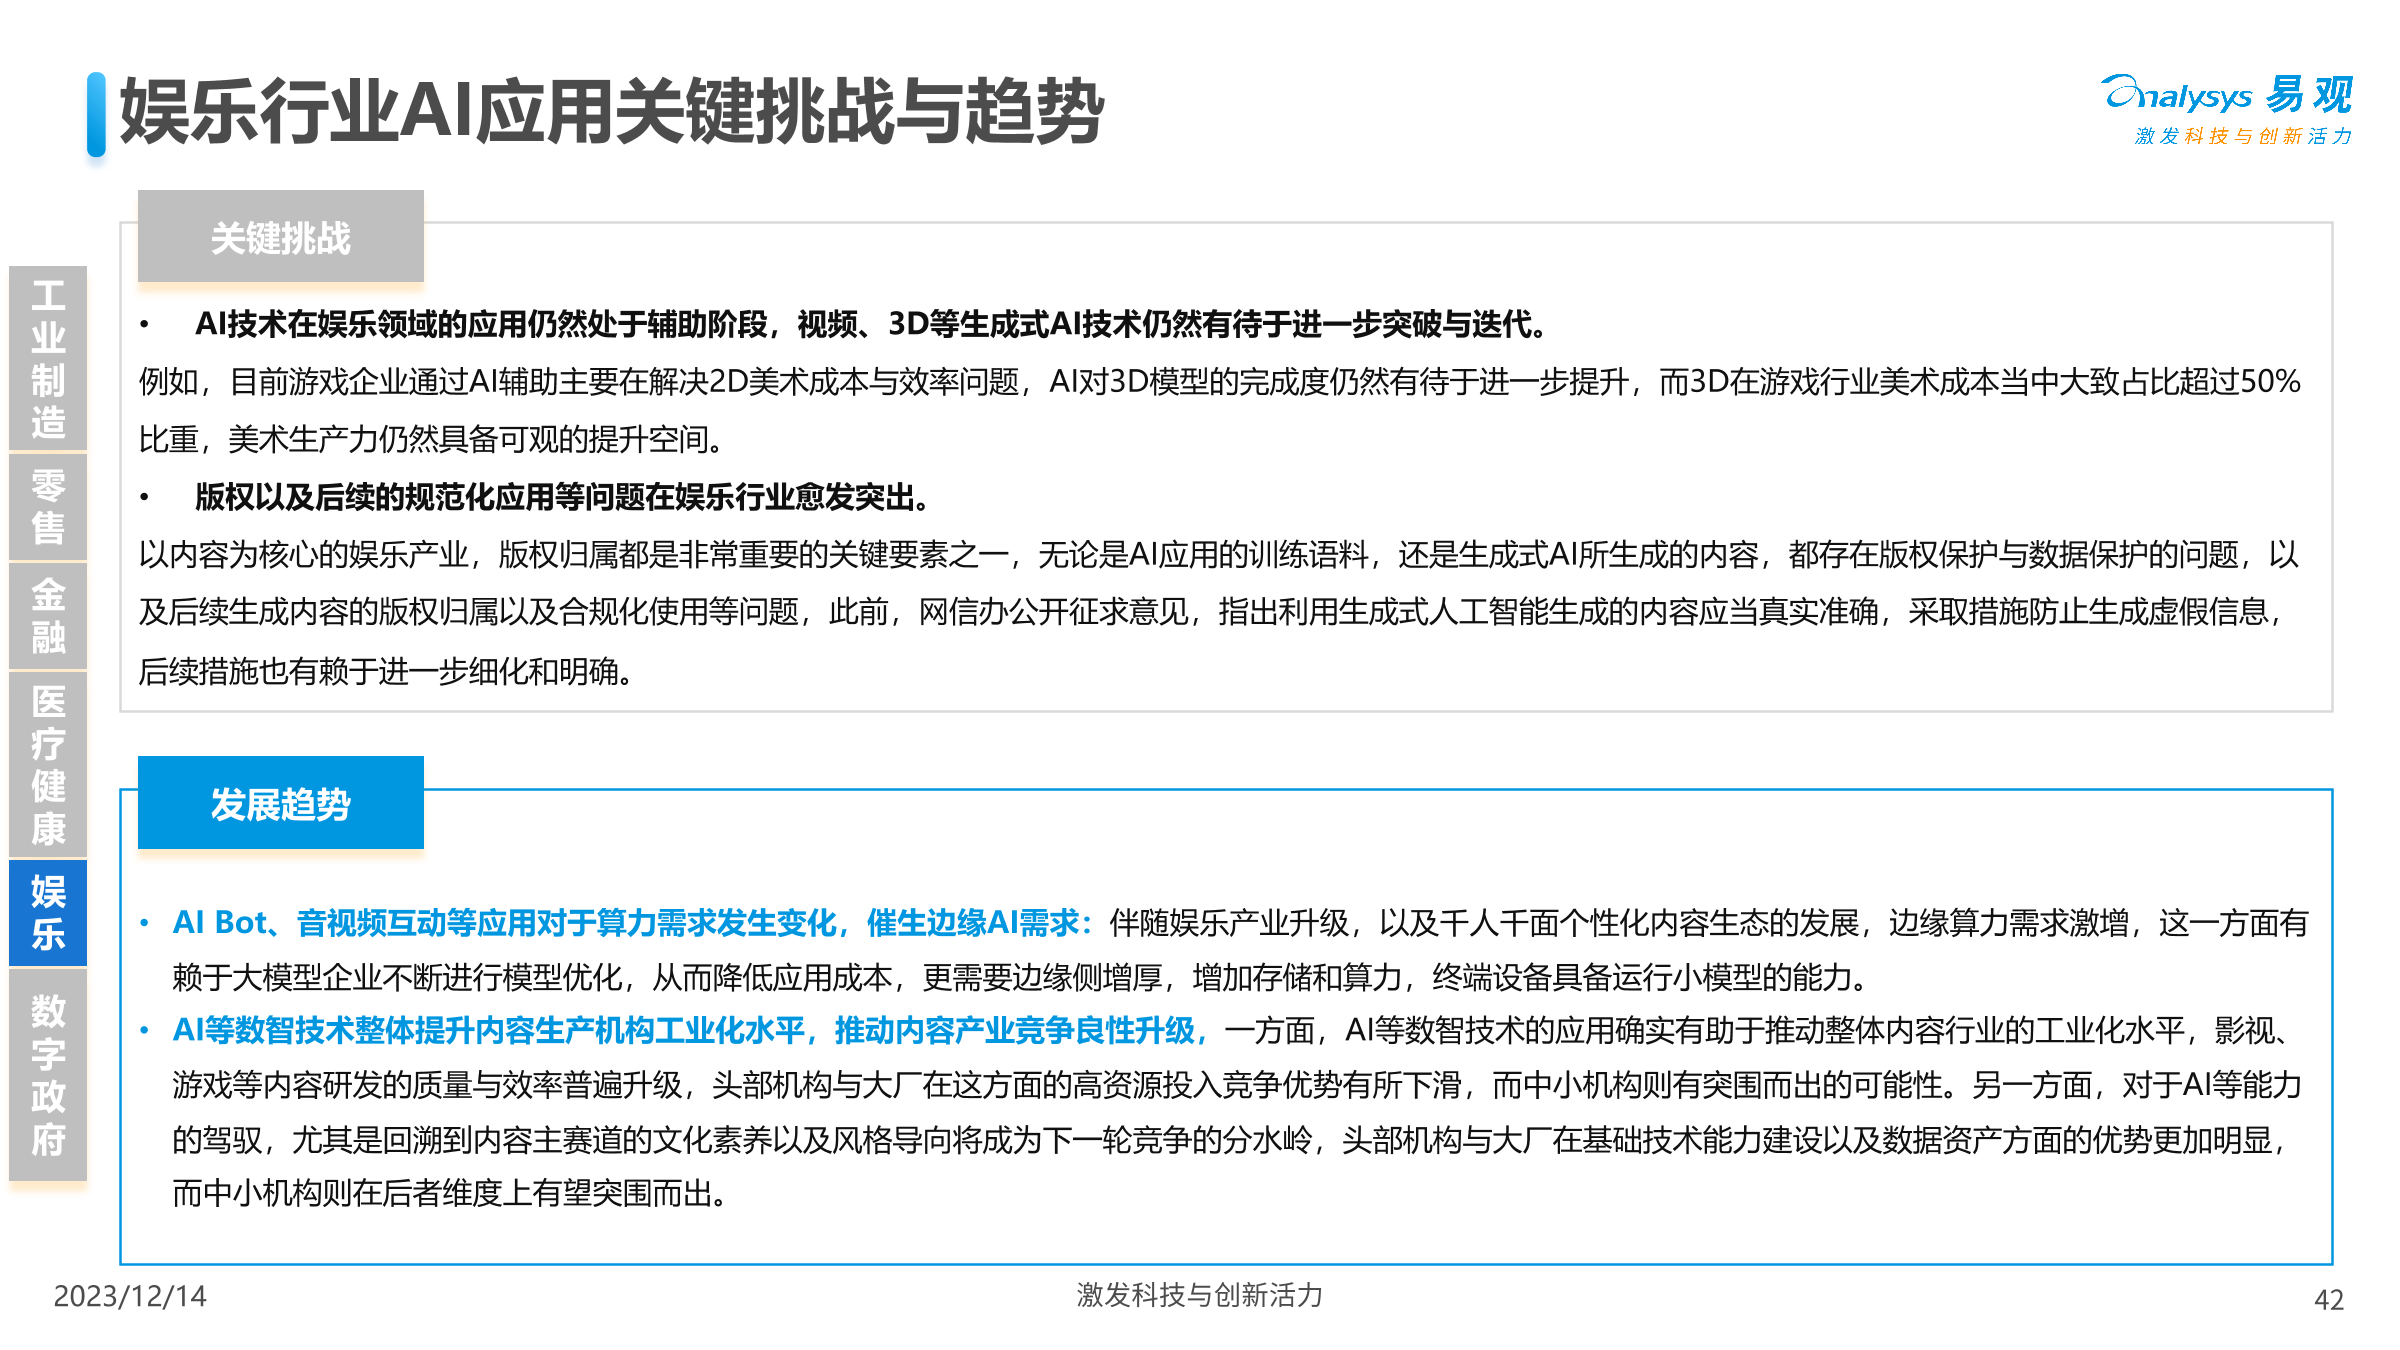 娱乐行业AI应用关键挑战与趋势
analysys 易观
激发科技与创新活力
关键挑战
• AI技术在娱乐领域的应用仍然处于辅助阶段，视频、3D等生成式AI技术仍然有待于进一步突破与迭代。
例如，目前游戏企业通过AI辅助主要在解决2D美术成本与效率问题，AI对3D模型的完成度仍然有待于进一步提升，而3D在游戏行业美术成本当中大致占比超过50%
比重，美术生产力仍然具备可观的提升空间。
• 版权以及后续的规范化应用等问题在娱乐行业愈发突出。
以内容为核心的娱乐产业，版权归属都是非常重要的关键要素之一，无论是AI应用的训练语料，还是生成式AI所生成的内容，都存在版权保护与数据保护的问题，以
及后续生成内容的版权归属以及合规化使用等问题，此前，网信办公开征求意见，指出利用生成式人工智能生成的内容应当真实准确，采取措施防止生成虚假信息，
后续措施也有赖于进一步细化和明确。
工业制造
零售
金融
医疗健康
娱乐
数字政府
发展趋势
• AI Bot、音视频互动等应用对于算力需求发生变化，催生边缘AI需求：伴随娱乐产业升级，以及千人千面个性化内容生态的发展，边缘算力需求激增，这一方面有
赖于大模型企业不断进行模型优化，从而降低应用成本，更需要边缘侧增厚，增加存储和算力，终端设备具备运行小模型的能力。
• AI等数智技术整体提升内容生产机构工业化水平，推动内容产业竞争良性升级，一方面，AI等数智技术的应用确实有助于推动整体内容行业的工业化水平，影视、
游戏等内容研发的质量与效率普遍升级，头部机构与大厂在这方面的高资源投入竞争优势有所下滑，而中小机构则有突围而出的可能性。另一方面，对于AI等能力
的驾驭，尤其是回溯到内容主赛道的文化素养以及风格导向将成为下一轮竞争的分水岭，头部机构与大厂在基础技术能力建设以及数据资产方面的优势更加明显，
而中小机构则在后者维度上有望突围而出。
2023/12/14
激发科技与创新活力
42